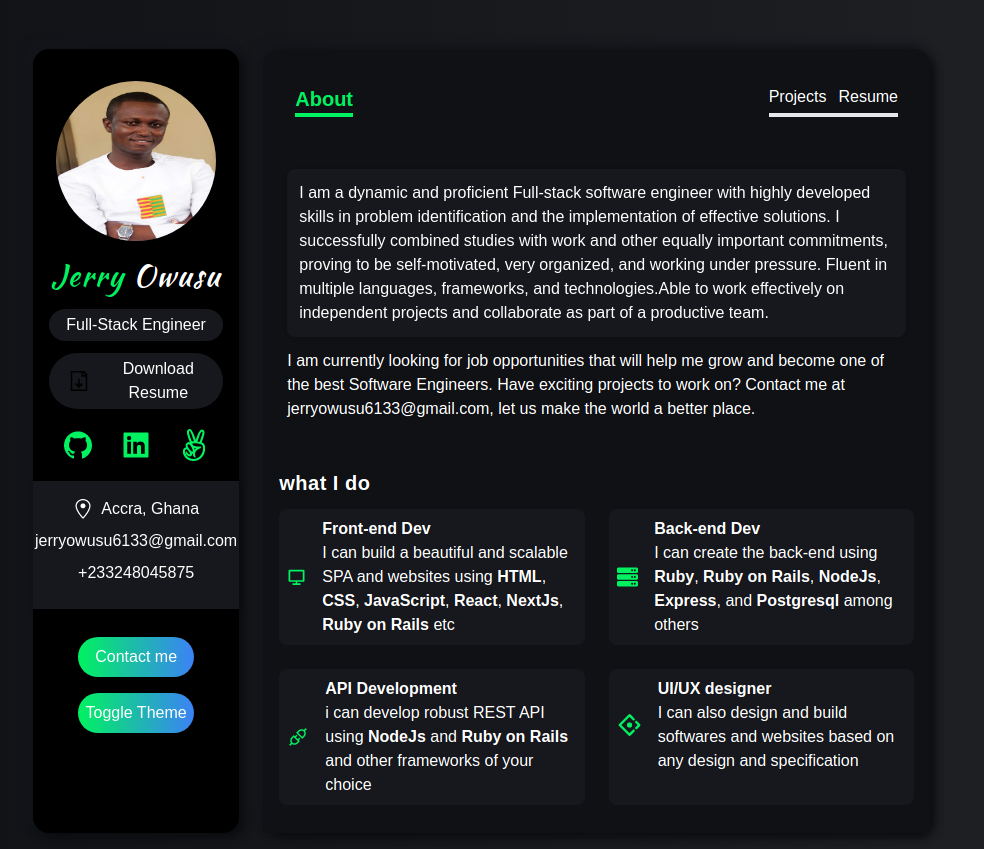 Jerry Owusu
Full-Stack Engineer
Download
Resume
Accra, Ghana
jerryowusu6133@gmail.com
+233248045875
Contact me
Toggle Theme
About
Projects Resume
I am a dynamic and proficient Full-stack software engineer with highly developed
skills in problem identification and the implementation of effective solutions. I
successfully combined studies with work and other equally important commitments,
proving to be self-motivated, very organized, and working under pressure. Fluent in
multiple languages, frameworks, and technologies.Able to work effectively on
independent projects and collaborate as part of a productive team.
I am currently looking for job opportunities that will help me grow and become one of
the best Software Engineers. Have exciting projects to work on? Contact me at
jerryowusu6133@gmail.com, let us make the world a better place.
what I do
Front-end Dev
I can build a beautiful and scalable
SPA and websites using HTML,
CSS, JavaScript, React, NextJs,
Ruby on Rails etc
Back-end Dev
I can create the back-end using
Ruby, Ruby on Rails, NodeJs,
Express, and Postgresql among
others
API Development
i can develop robust REST API
using NodeJs and Ruby on Rails
and other frameworks of your
choice
UI/UX designer
I can also design and build
softwares and websites based on
any design and specification